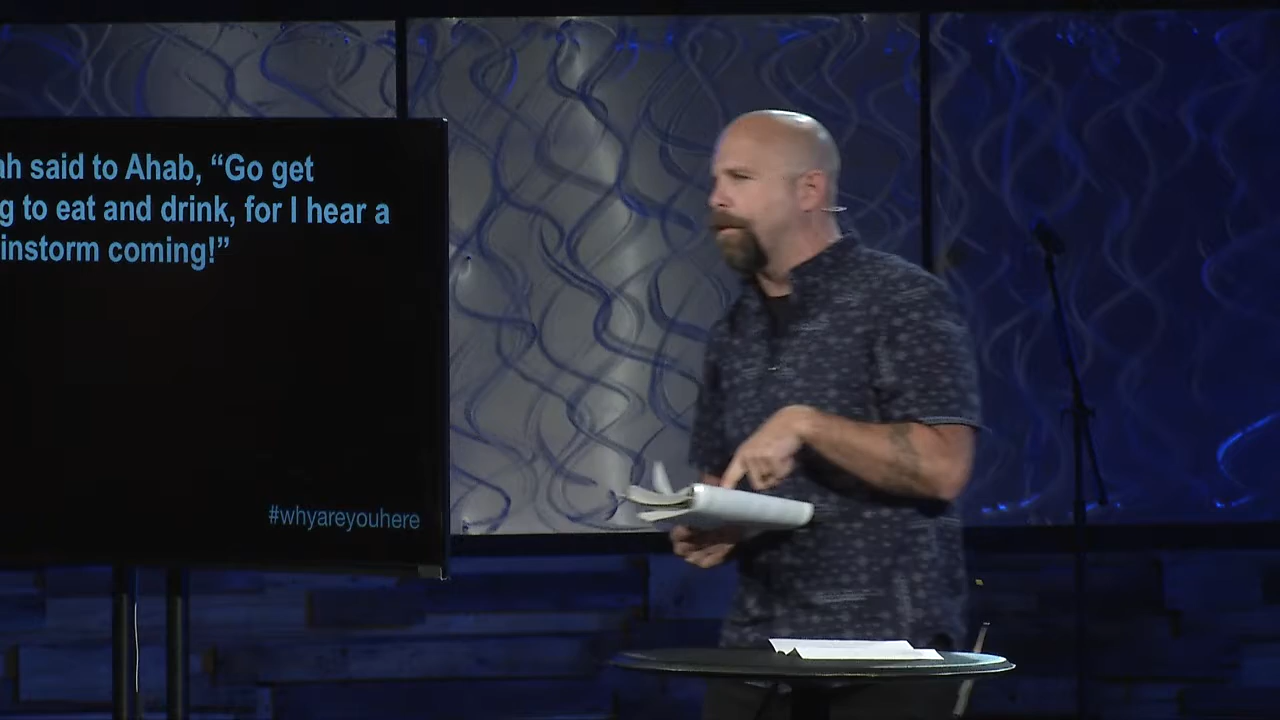 ah said to Ahab, “Go get
g to eat and drink, for I hear a
instorm coming!”
#whyareyouhere